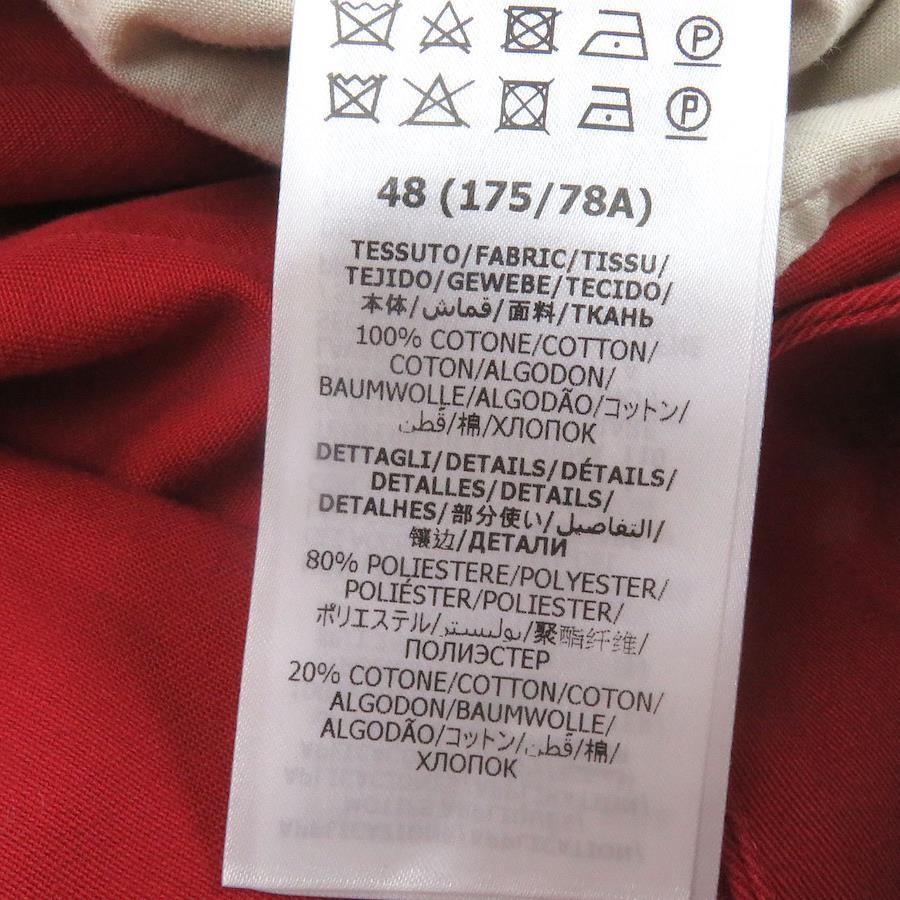 P
P
48 (175/78A)
TESSUTO/FABRIC/TISSU/
TEJIDO/GEWEBE/TECIDO/
本体/قماش/面料/ТКАНЬ
100% COTONE/COTTON/
COTON/ALGODON/
BAUMWOLLE/ALGODÃO/コットン/
قطن/棉/ХЛОПОК
DETTAGLI/DETAILS/DÉTAILS/
DETALLES/DETAILS/
DETALHES/部分使い/التفاصيل/
镶边/ДЕТАЛИ
80% POLIESTERE/POLYESTER/
POLIÉSTER/POLIESTER/
ポリエステル/بوليستر/聚酯纤维/
ПОЛИЭСТЕР
20% COTONE/COTTON/COTON/
ALGODON/BAUMWOLLE/
ALGODÃO/コットン/قطن/棉/
ХЛОПОК